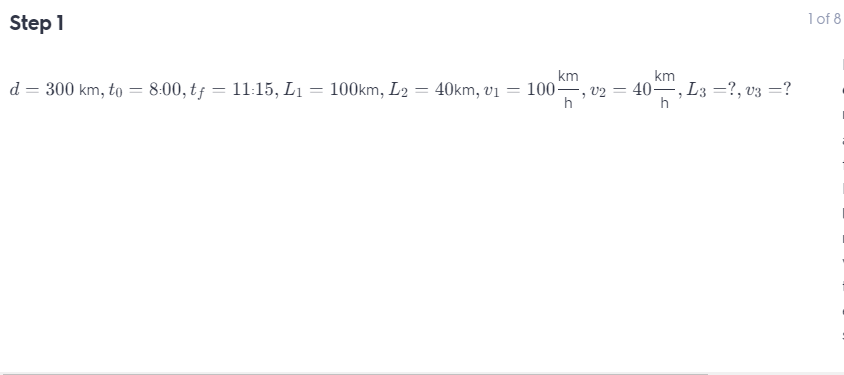 Step 1
1 of 8
d = 300 km, t₀ = 8:00, t_f = 11:15, L₁ = 100km, L₂ = 40km, v₁ = 100 km/h, v₂ = 40 km/h, L₃ =?, v₃ =?